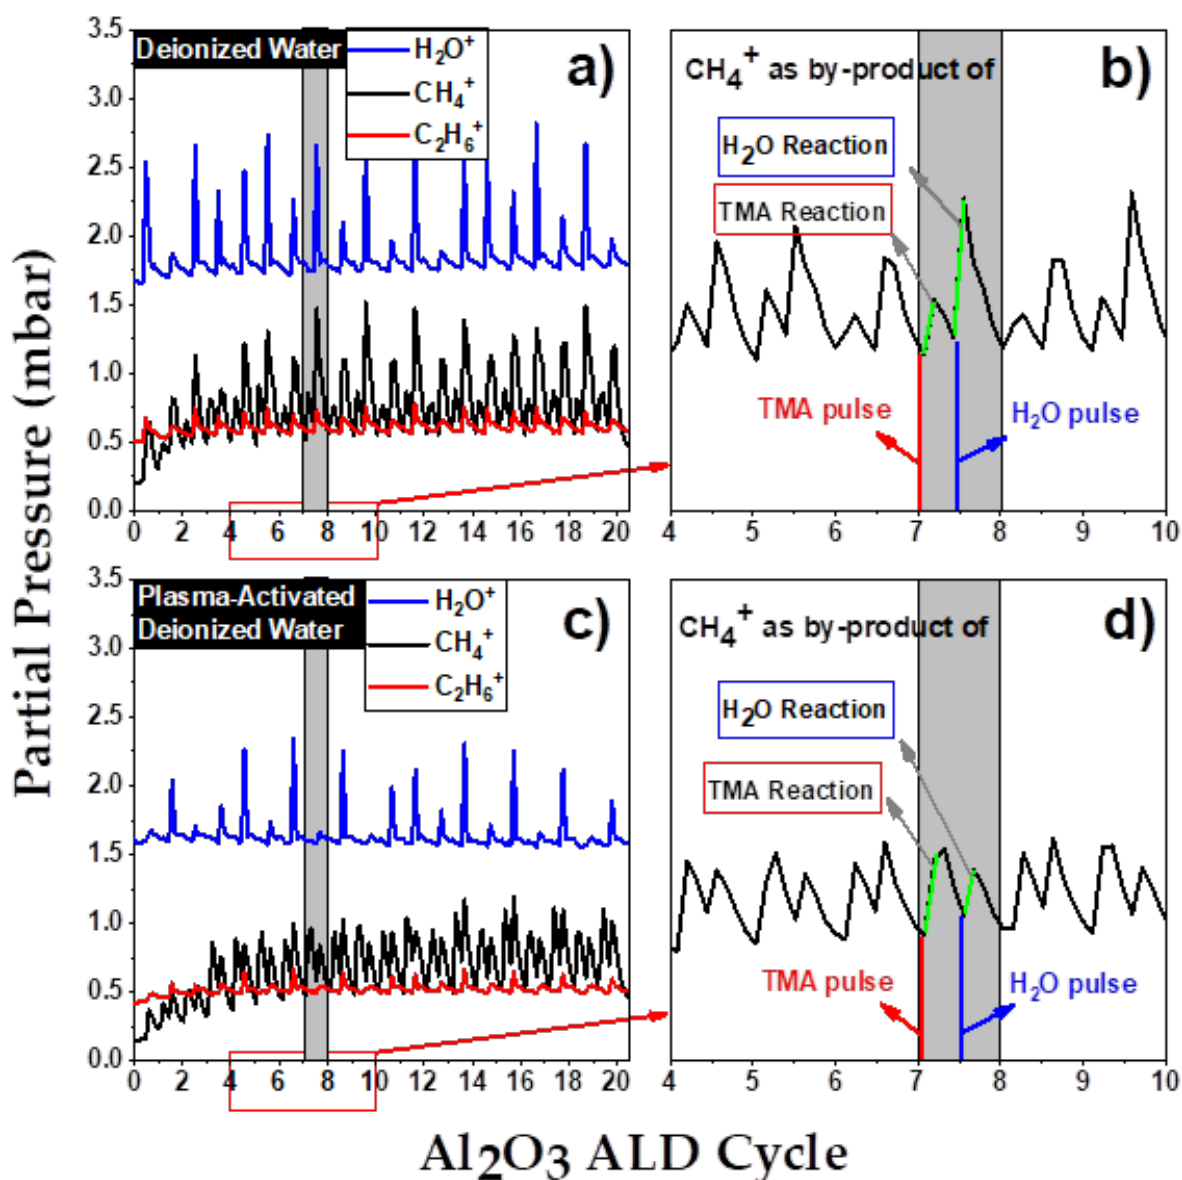 Partial Pressure (mbar)
3.5
3.0
2.5
2.0
1.5
1.0
0.5
0.0
Deionized Water
H₂O⁺
CH₄⁺
C₂H₆⁺
a)
0 2 4 6 8 10 12 14 16 18 20
CH₄⁺ as by-product of
b)
H₂O Reaction
TMA Reaction
TMA pulse
H₂O pulse
4 5 6 7 8 9 10
3.5
3.0
2.5
2.0
1.5
1.0
0.5
0.0
Plasma-Activated
Deionized Water
H₂O⁺
CH₄⁺
C₂H₆⁺
c)
0 2 4 6 8 10 12 14 16 18 20
CH₄⁺ as by-product of
d)
H₂O Reaction
TMA Reaction
TMA pulse
H₂O pulse
4 5 6 7 8 9 10
Al₂O₃ ALD Cycle